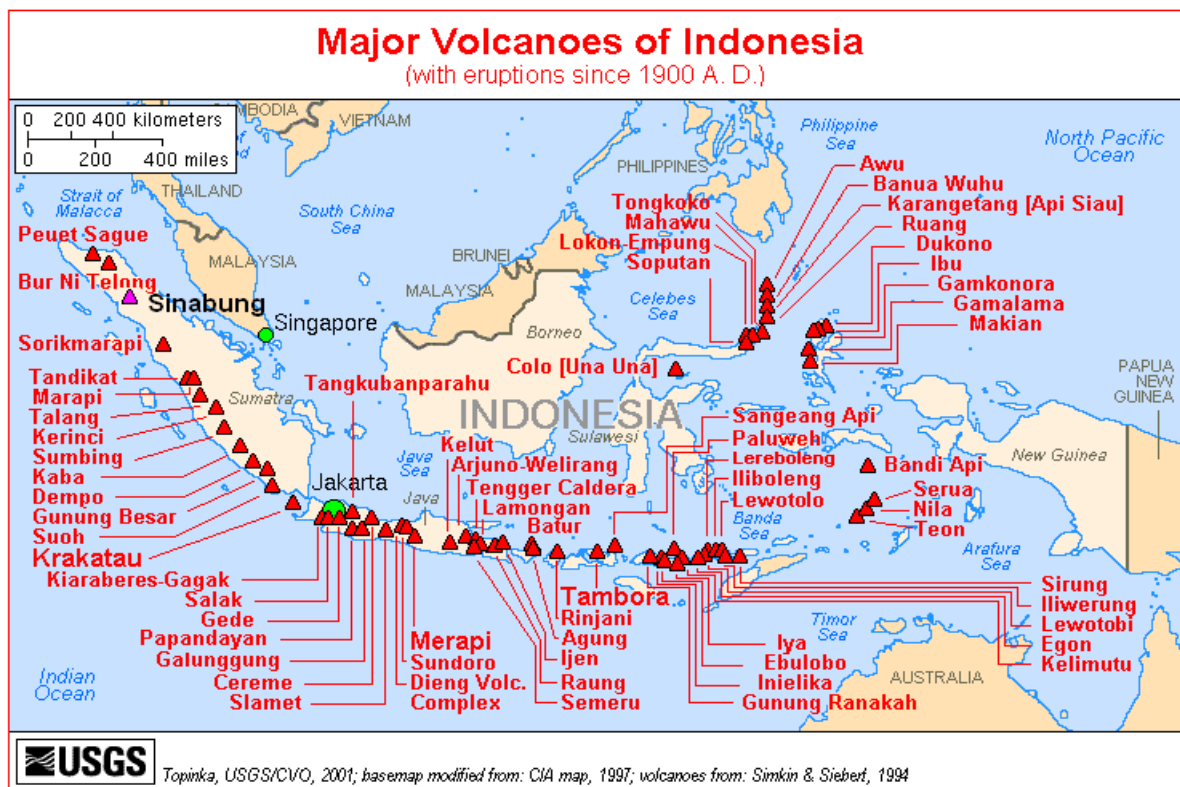 Major Volcanoes of Indonesia
(with eruptions since 1900 A. D.)
0 200 400 kilometers
0 200 400 miles
CAMBODIA
VIETNAM
THAILAND
Strait of
Malacca
South China
Sea
PHILIPPINES
Philippine
Sea
North Pacific
Ocean
Awu
Banua Wuhu
Karangetang [Api Siau]
Ruang
Dukono
Ibu
Gamkonora
Gamalama
Makian
Tongkoko
Mahawu
Lokon-Empung
Soputan
Peuet Sague
Bur Ni Telong
Sinabung
MALAYSIA
BRUNEI
MALAYSIA
Celebes
Sea
Borneo
Singapore
Sorikmarapi
Colo [Una Una]
PAPUA
NEW
GUINEA
Tandikat
Marapi
Talang
Kerinci
Sumbing
Kaba
Dempo
Gunung Besar
Suoh
Krakatau
Sumatra
Tangkubanparahu
INDONESIA
Sulawesi
New Guinea
Java
Sea
Jakarta
Java
Kelut
Arjuno-Welirang
Tengger Caldera
Lamongan
Batur
Sangeang Api
Paluweh
Lereboleng
Iliboleng
Lewotolo
Banda
Sea
Bandi Api
Serua
Nila
Teon
Arafura
Sea
Kiaraberes-Gagak
Salak
Gede
Papandayan
Galunggung
Cereme
Slamet
Merapi
Sundoro
Dieng Volc.
Complex
Tambora
Rinjani
Agung
Ijen
Raung
Semeru
Iya
Ebulobo
Inielika
Gunung Ranakah
Sirung
Iliwerung
Lewotobi
Egon
Kelimutu
Timor
Sea
AUSTRALIA
Indian
Ocean
USGS
Topinka, USGS/CVO, 2001; basemap modified from: CIA map, 1997; volcanoes from: Simkin & Siebert, 1994